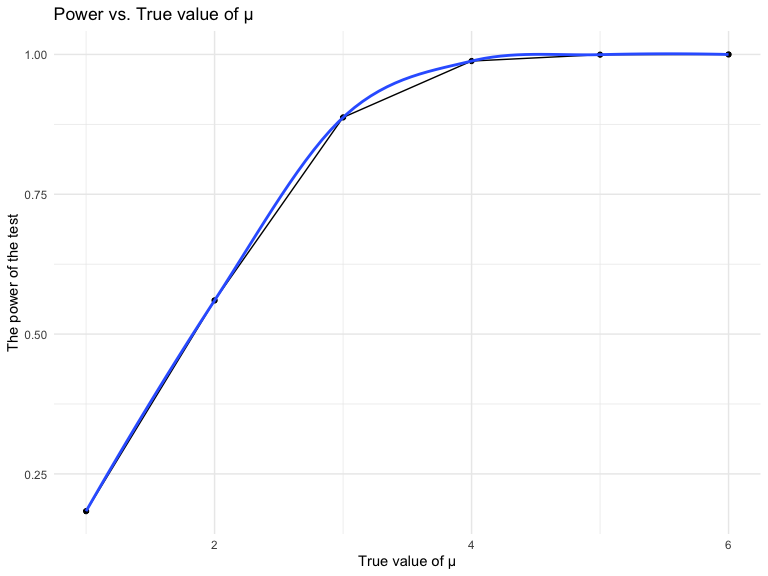 Power vs. True value of μ
The power of the test
1.00
0.75
0.50
0.25
2
4
6
True value of μ